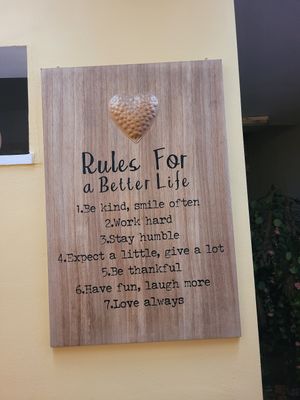 Rules For
a Better Life
1.Be kind, smile often
2.Work hard
3.Stay humble
4.Expect a little, give a lot
5.Be thankful
6.Have fun, laugh more
7.Love always